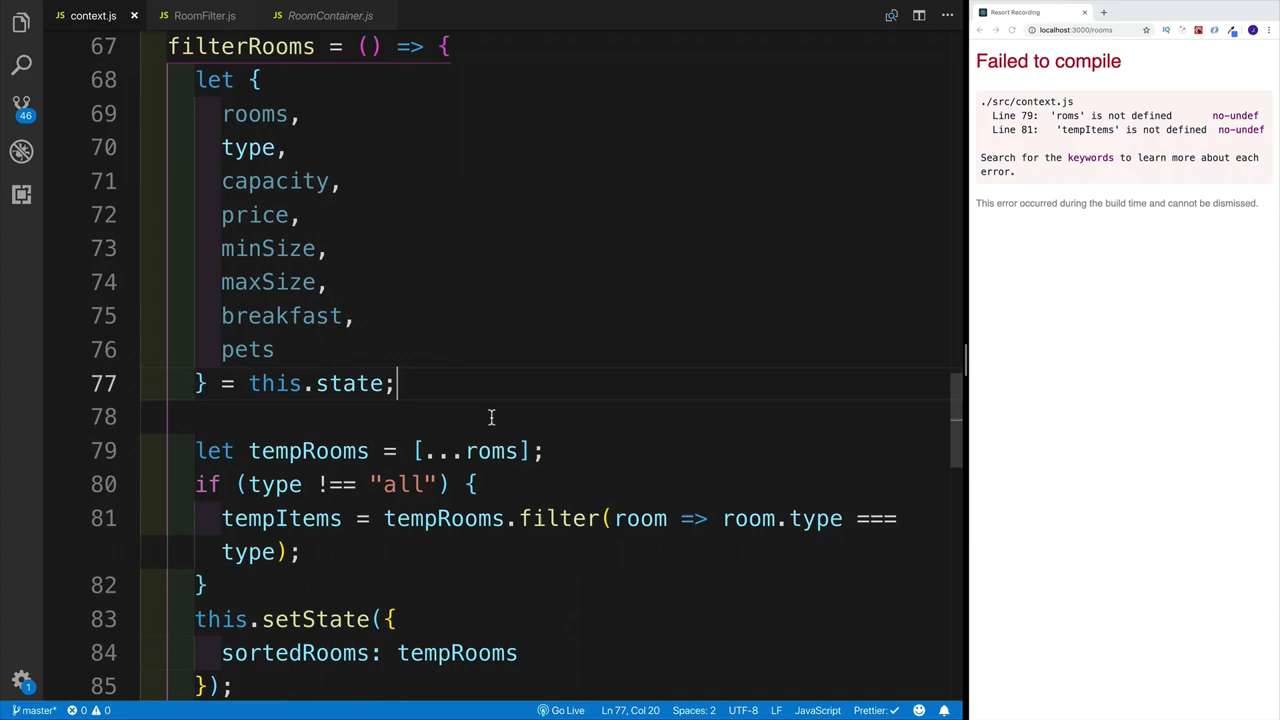 context.js
RoomFilter.js
RoomContainer.js
67 filterRooms = () => {
68 let {
69 rooms,
70 type,
71 capacity,
72 price,
73 minSize,
74 maxSize,
75 breakfast,
76 pets
77 } = this.state;
78
79 let tempRooms = [...roms];
80 if (type !== "all") {
81 tempItems = tempRooms.filter(room => room.type ===
type);
82 }
83 this.setState({
84 sortedRooms: tempRooms
85 });
46
1
master*
0 0
Go Live
Ln 77, Col 20
Spaces: 2
UTF-8
LF
JavaScript
Prettier: ✓
Resort Recording
localhost:3000/rooms
Failed to compile
./src/context.js
Line 79: 'roms' is not defined no-undef
Line 81: 'tempItems' is not defined no-undef
Search for the keywords to learn more about each
error.
This error occurred during the build time and cannot be dismissed.